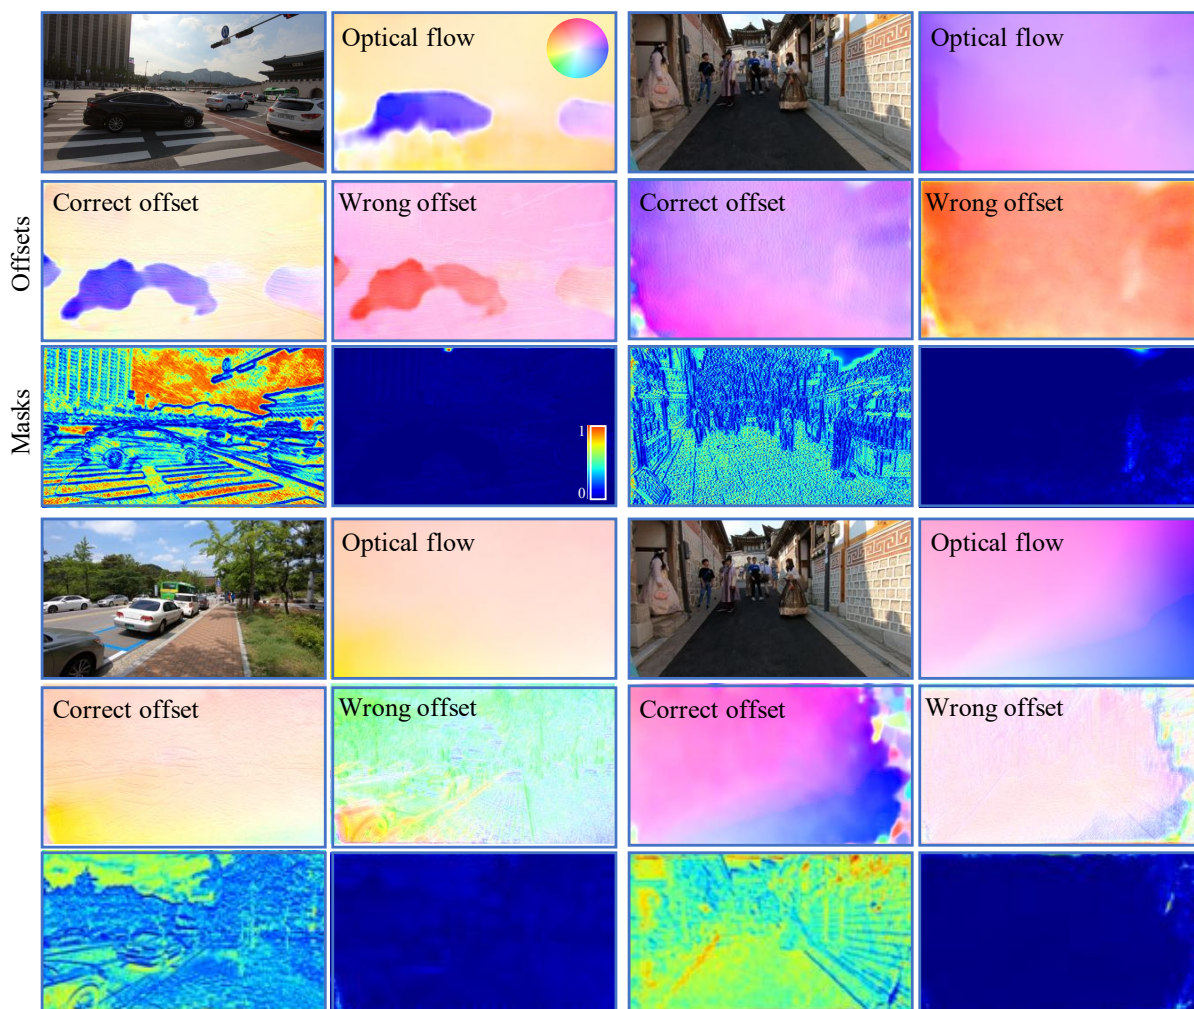 Optical flow
Optical flow
Offsets
Correct offset
Wrong offset
Correct offset
Wrong offset
Masks
1
0
Optical flow
Optical flow
Correct offset
Wrong offset
Correct offset
Wrong offset